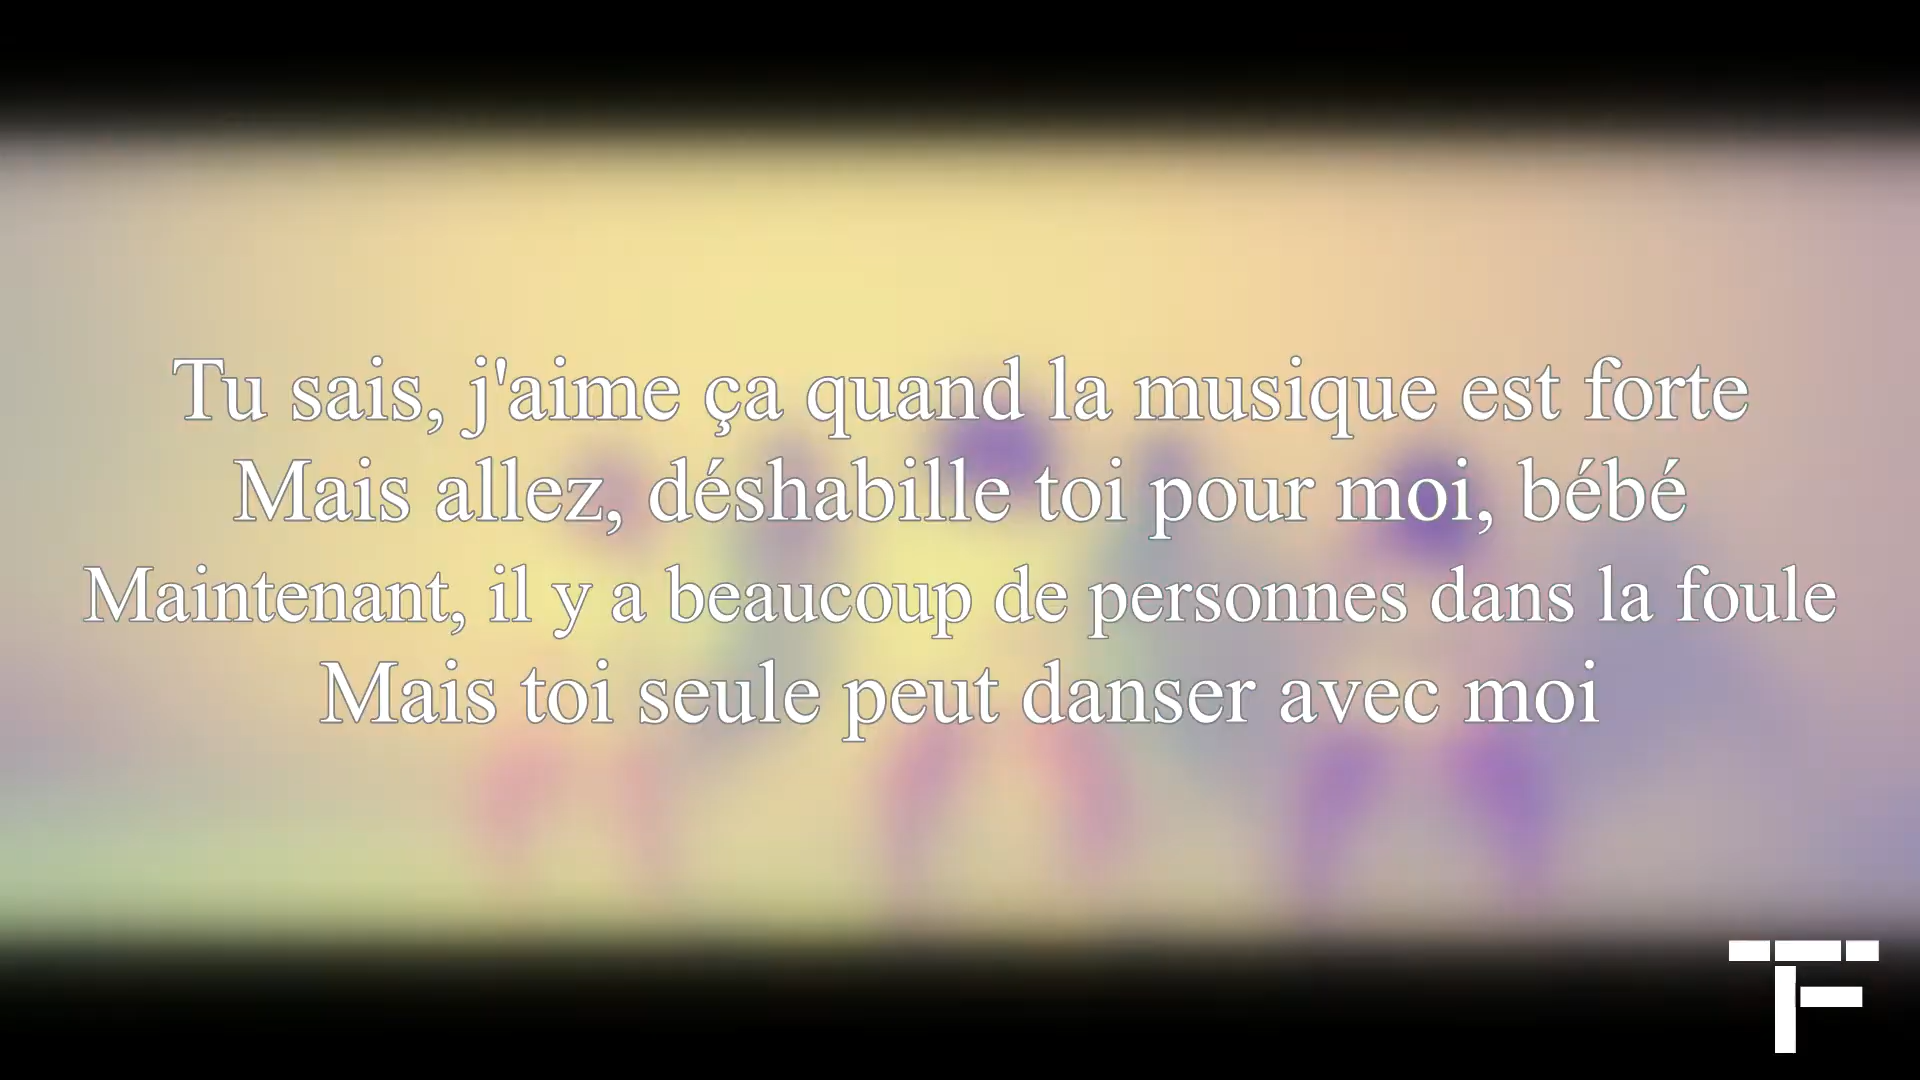 Tu sais, j'aime ça quand la musique est forte
Mais allez, déshabille toi pour moi, bébé
Maintenant, il y a beaucoup de personnes dans la foule
Mais toi seule peut danser avec moi
TF